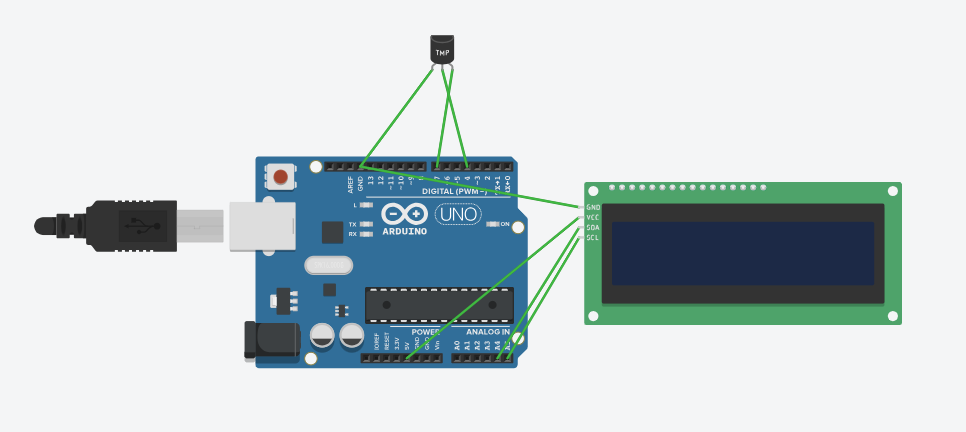 TMP
AREF
GND
13
12
~11
~10
~9
8
7
~6
~5
4
~3
2
TX→1
RX←0
DIGITAL (PWM~)
L
TX
RX
UNO
ARDUINO
ON
GND
VCC
SDA
SCL
POWER
ANALOG IN
IOREF
RESET
3.3V
5V
GND
GND
Vin
A0
A1
A2
A3
A4
A5